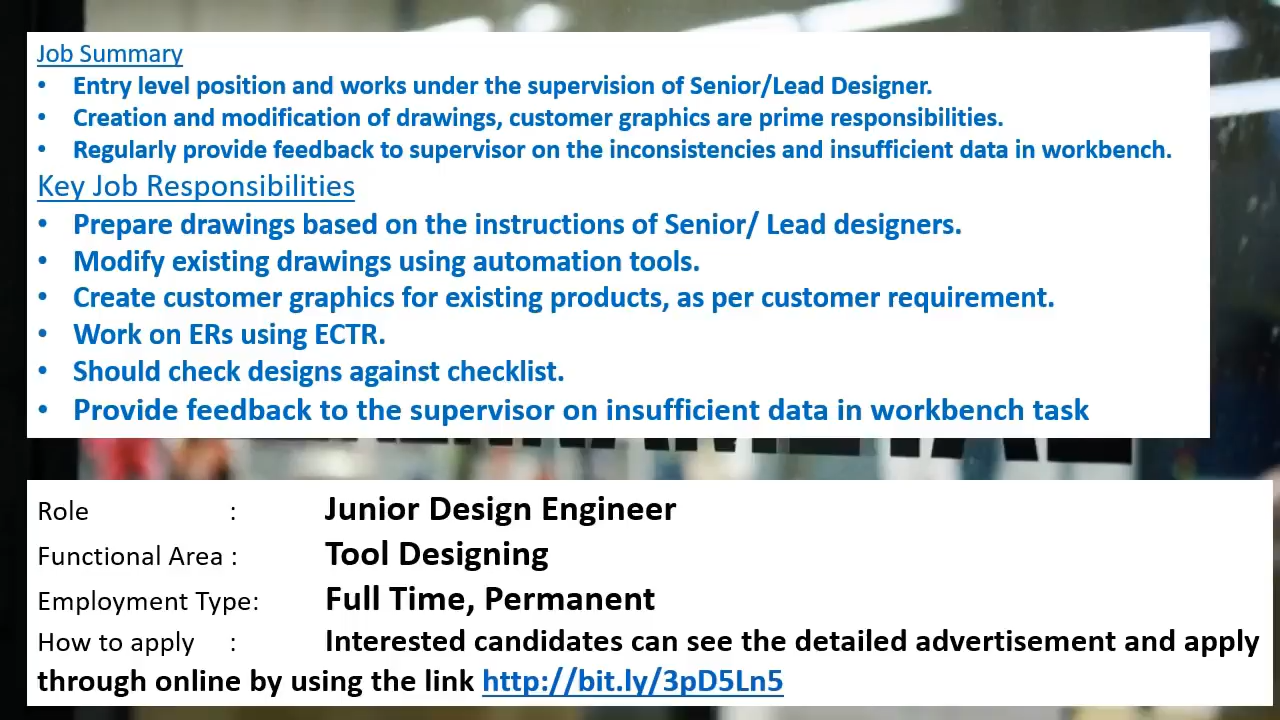 Job Summary
• Entry level position and works under the supervision of Senior/Lead Designer.
• Creation and modification of drawings, customer graphics are prime responsibilities.
• Regularly provide feedback to supervisor on the inconsistencies and insufficient data in workbench.
Key Job Responsibilities
• Prepare drawings based on the instructions of Senior/ Lead designers.
• Modify existing drawings using automation tools.
• Create customer graphics for existing products, as per customer requirement.
• Work on ERs using ECTR.
• Should check designs against checklist.
• Provide feedback to the supervisor on insufficient data in workbench task
Role : Junior Design Engineer
Functional Area : Tool Designing
Employment Type: Full Time, Permanent
How to apply : Interested candidates can see the detailed advertisement and apply
through online by using the link http://bit.ly/3pD5Ln5